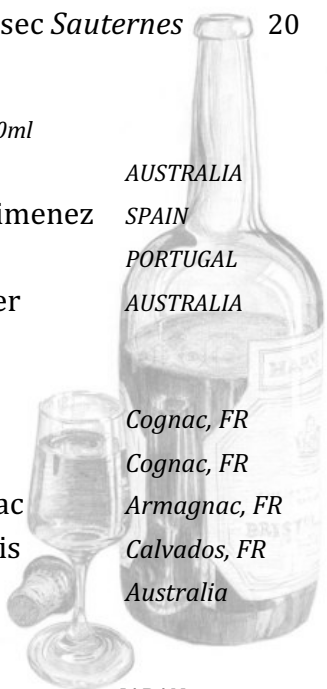 sec Sauternes 20
0ml
AUSTRALIA
imenez SPAIN
PORTUGAL
er AUSTRALIA
Cognac, FR
Cognac, FR
ac Armagnac, FR
is Calvados, FR
Australia